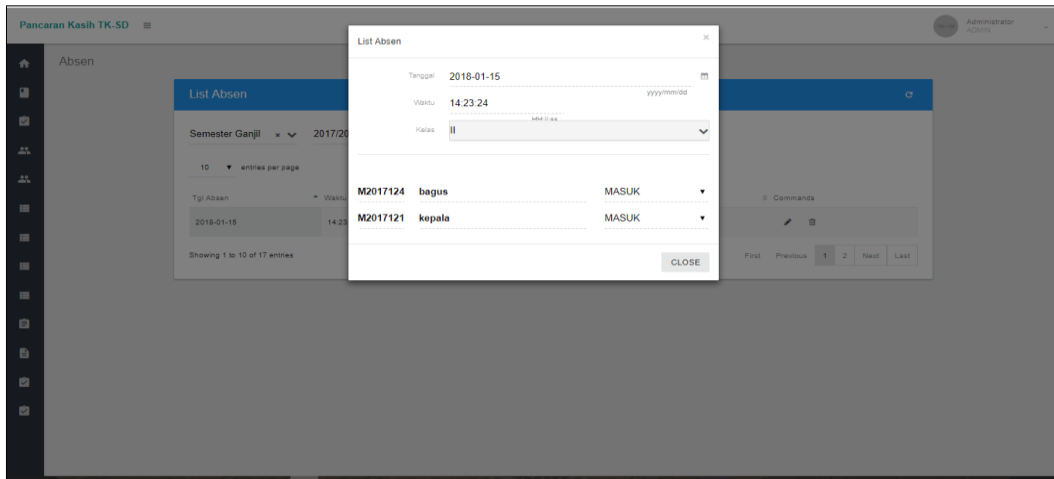 Pancaran Kasih TK-SD
Administrator
ADMIN
Absen
List Absen
Semester Ganjil × 2017/20
10 entries per page
Tgl Absen Waktu Commands
2018-01-15 14:23
Showing 1 to 10 of 17 entries
First Previous 1 2 Next Last
List Absen ×
Tanggal 2018-01-15
yyyy/mm/dd
Waktu 14:23:24
Kelas II
M2017124 bagus MASUK
M2017121 kepala MASUK
CLOSE